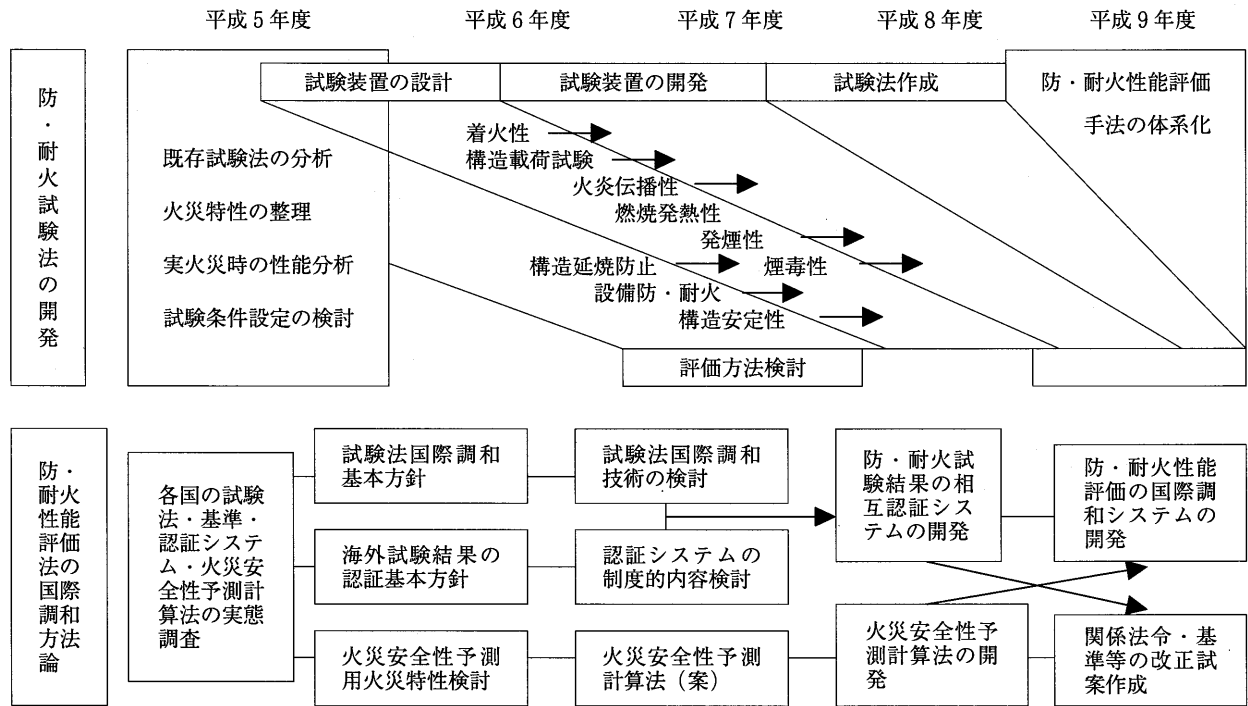 平成5年度
平成6年度
平成7年度
平成8年度
平成9年度
防・耐火試験法の開発
試験装置の設計
試験装置の開発
試験法作成
防・耐火性能評価
手法の体系化
既存試験法の分析
火災特性の整理
実火災時の性能分析
試験条件設定の検討
着火性
構造載荷試験
火炎伝播性
燃焼発熱性
発煙性
構造延焼防止
煙毒性
設備防・耐火
構造安定性
評価方法検討
防・
耐火
性能
評価
法の
国際
調和
方法
論
各国の試験
法・基準・
認証システ
ム・火災安
全性予測計
算法の実態
調査
試験法国際調和
基本方針
海外試験結果の
認証基本方針
火災安全性予測
用火災特性検討
試験法国際調和
技術の検討
認証システムの
制度的内容検討
火災安全性予測
計算法（案）
防・耐火試
験結果の相
互認証シス
テムの開発
火災安全性予
測計算法の開
発
防・耐火性能
評価の国際調
和システムの
開発
関係法令・基
準等の改正試
案作成